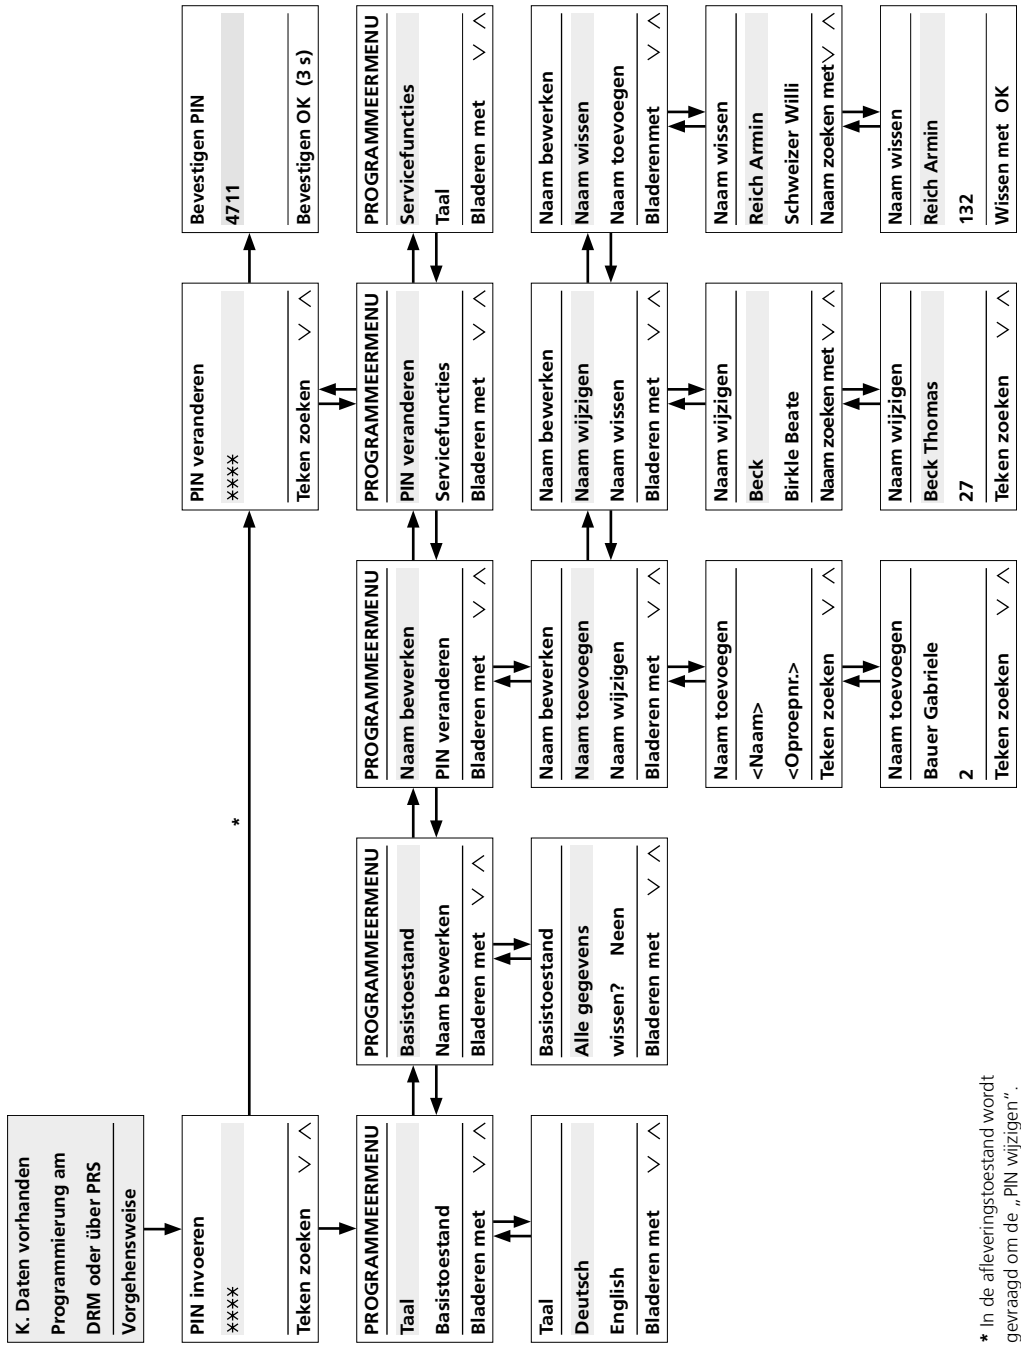 K. Daten vorhanden
Programmierung am
DRM oder über PRS
Vorgehensweise
PIN invoeren
****
Teken zoeken
*
PIN veranderen
****
Teken zoeken
Bevestigen PIN
4711
Bevestigen OK (3 s)
PROGRAMMEERMENU
Taal
Basistoestand
Bladeren met
PROGRAMMEERMENU
Basistoestand
Naam bewerken
Bladeren met
PROGRAMMEERMENU
Naam bewerken
PIN veranderen
Bladeren met
PROGRAMMEERMENU
PIN veranderen
Servicefuncties
Bladeren met
PROGRAMMEERMENU
Servicefuncties
Taal
Bladeren met
Taal
Deutsch
English
Bladeren met
Basistoestand
Alle gegevens
wissen? Neen
Bladeren met
Naam bewerken
Naam toevoegen
Naam wijzigen
Bladeren met
Naam bewerken
Naam wijzigen
Naam wissen
Bladeren met
Naam bewerken
Naam wissen
Naam toevoegen
Bladerenmet
Naam toevoegen
<Naam>
<Oproepnr.>
Teken zoeken
Naam wijzigen
Beck
Birkle Beate
Naam zoeken met
Naam wissen
Reich Armin
Schweizer Willi
Naam zoeken met
Naam toevoegen
Bauer Gabriele
2
Teken zoeken
Naam wijzigen
Beck Thomas
27
Teken zoeken
Naam wissen
Reich Armin
132
Wissen met OK
* In de afleveringstoestand wordt
gevraagd om de „PIN wijzigen".